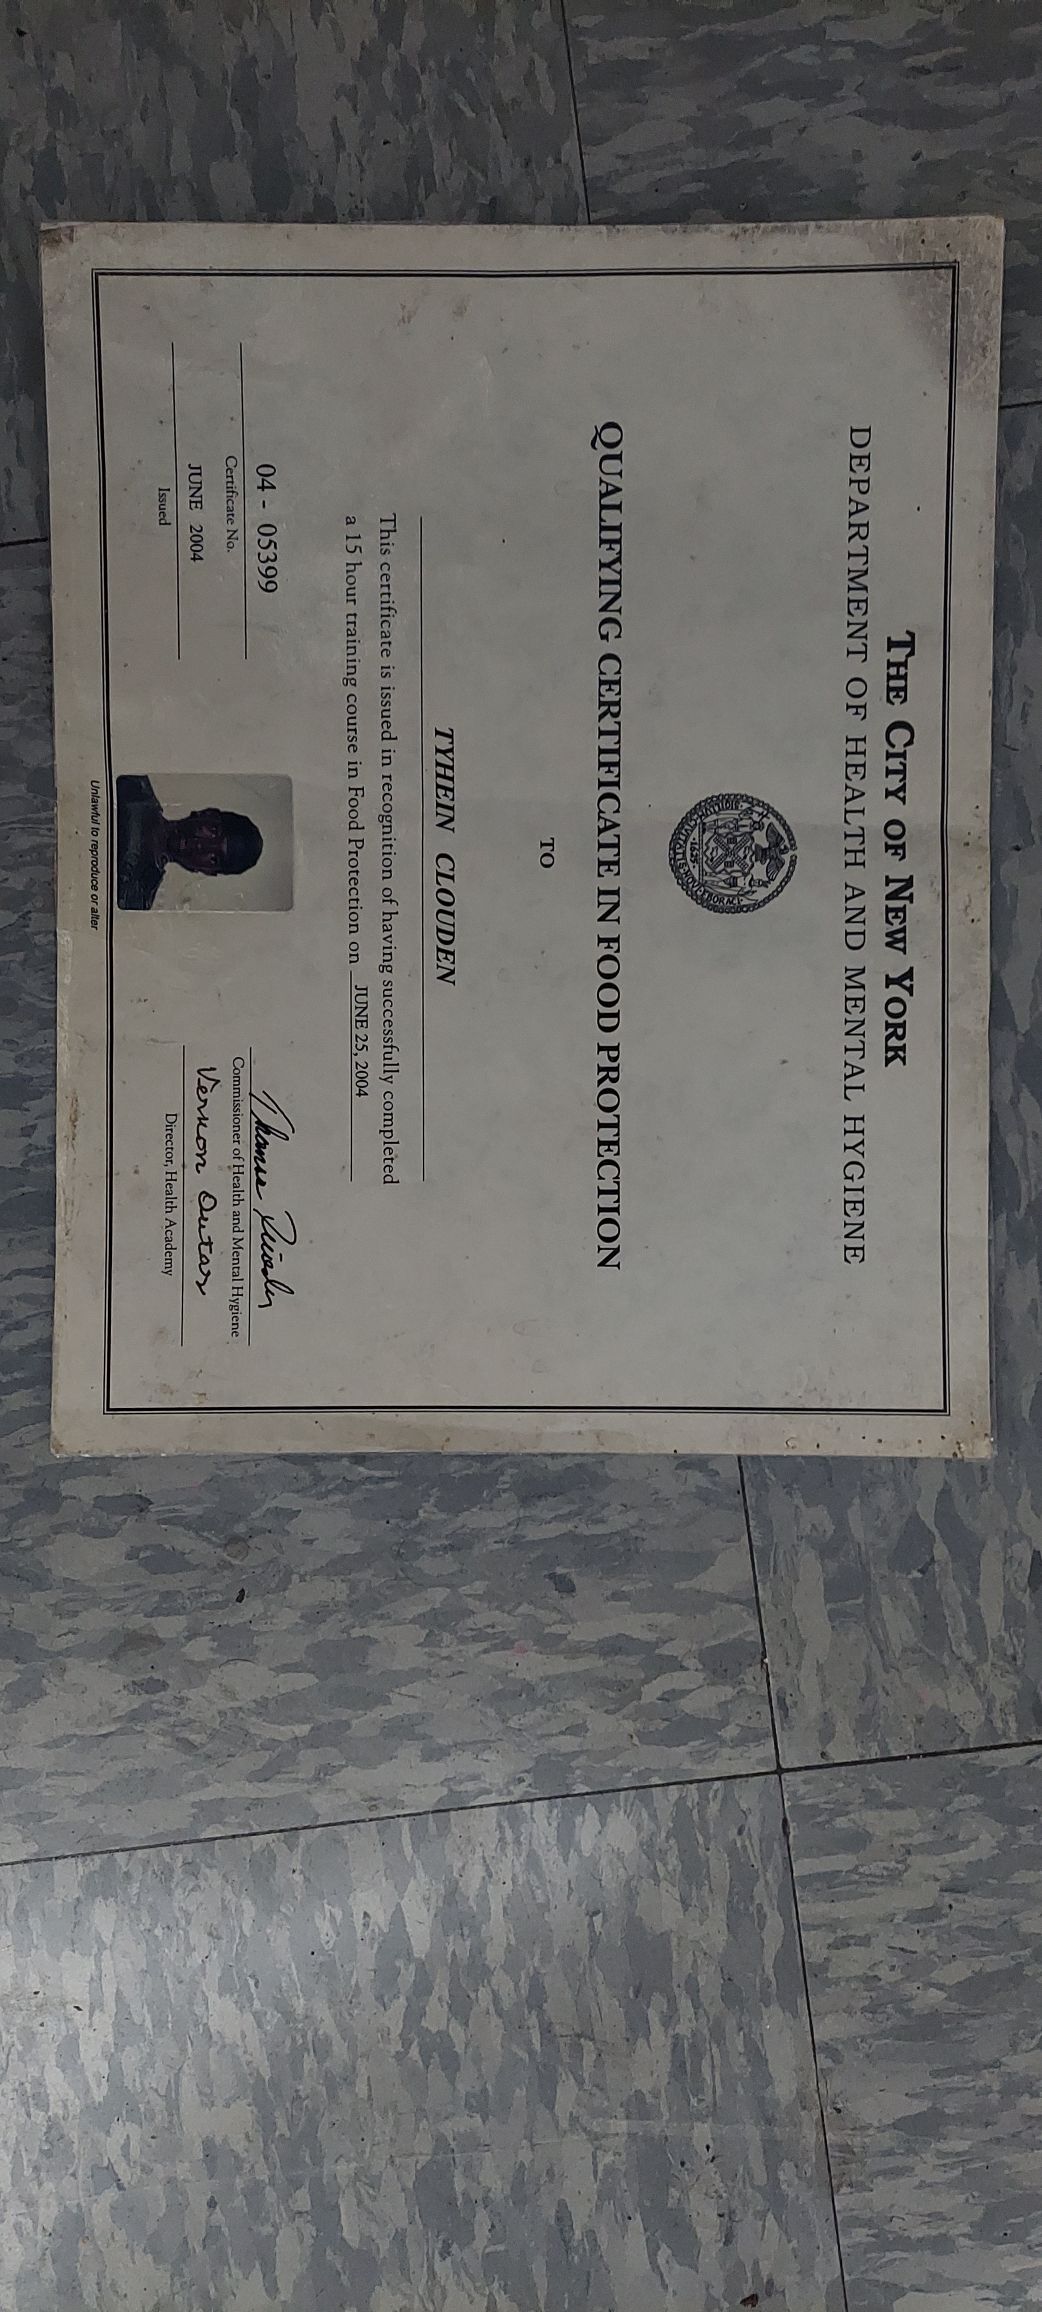 THE CITY OF NEW YORK
DEPARTMENT OF HEALTH AND MENTAL HYGIENE
QUALIFYING CERTIFICATE IN FOOD PROTECTION
TO
TYHEIN CLOUDEN
This certificate is issued in recognition of having successfully completed
a 15 hour training course in Food Protection on JUNE 25, 2004
04 - 05399
Certificate No.
JUNE 2004
Issued
Commissioner of Health and Mental Hygiene
Vernon Outar
Director, Health Academy
Unlawful to reproduce or alter